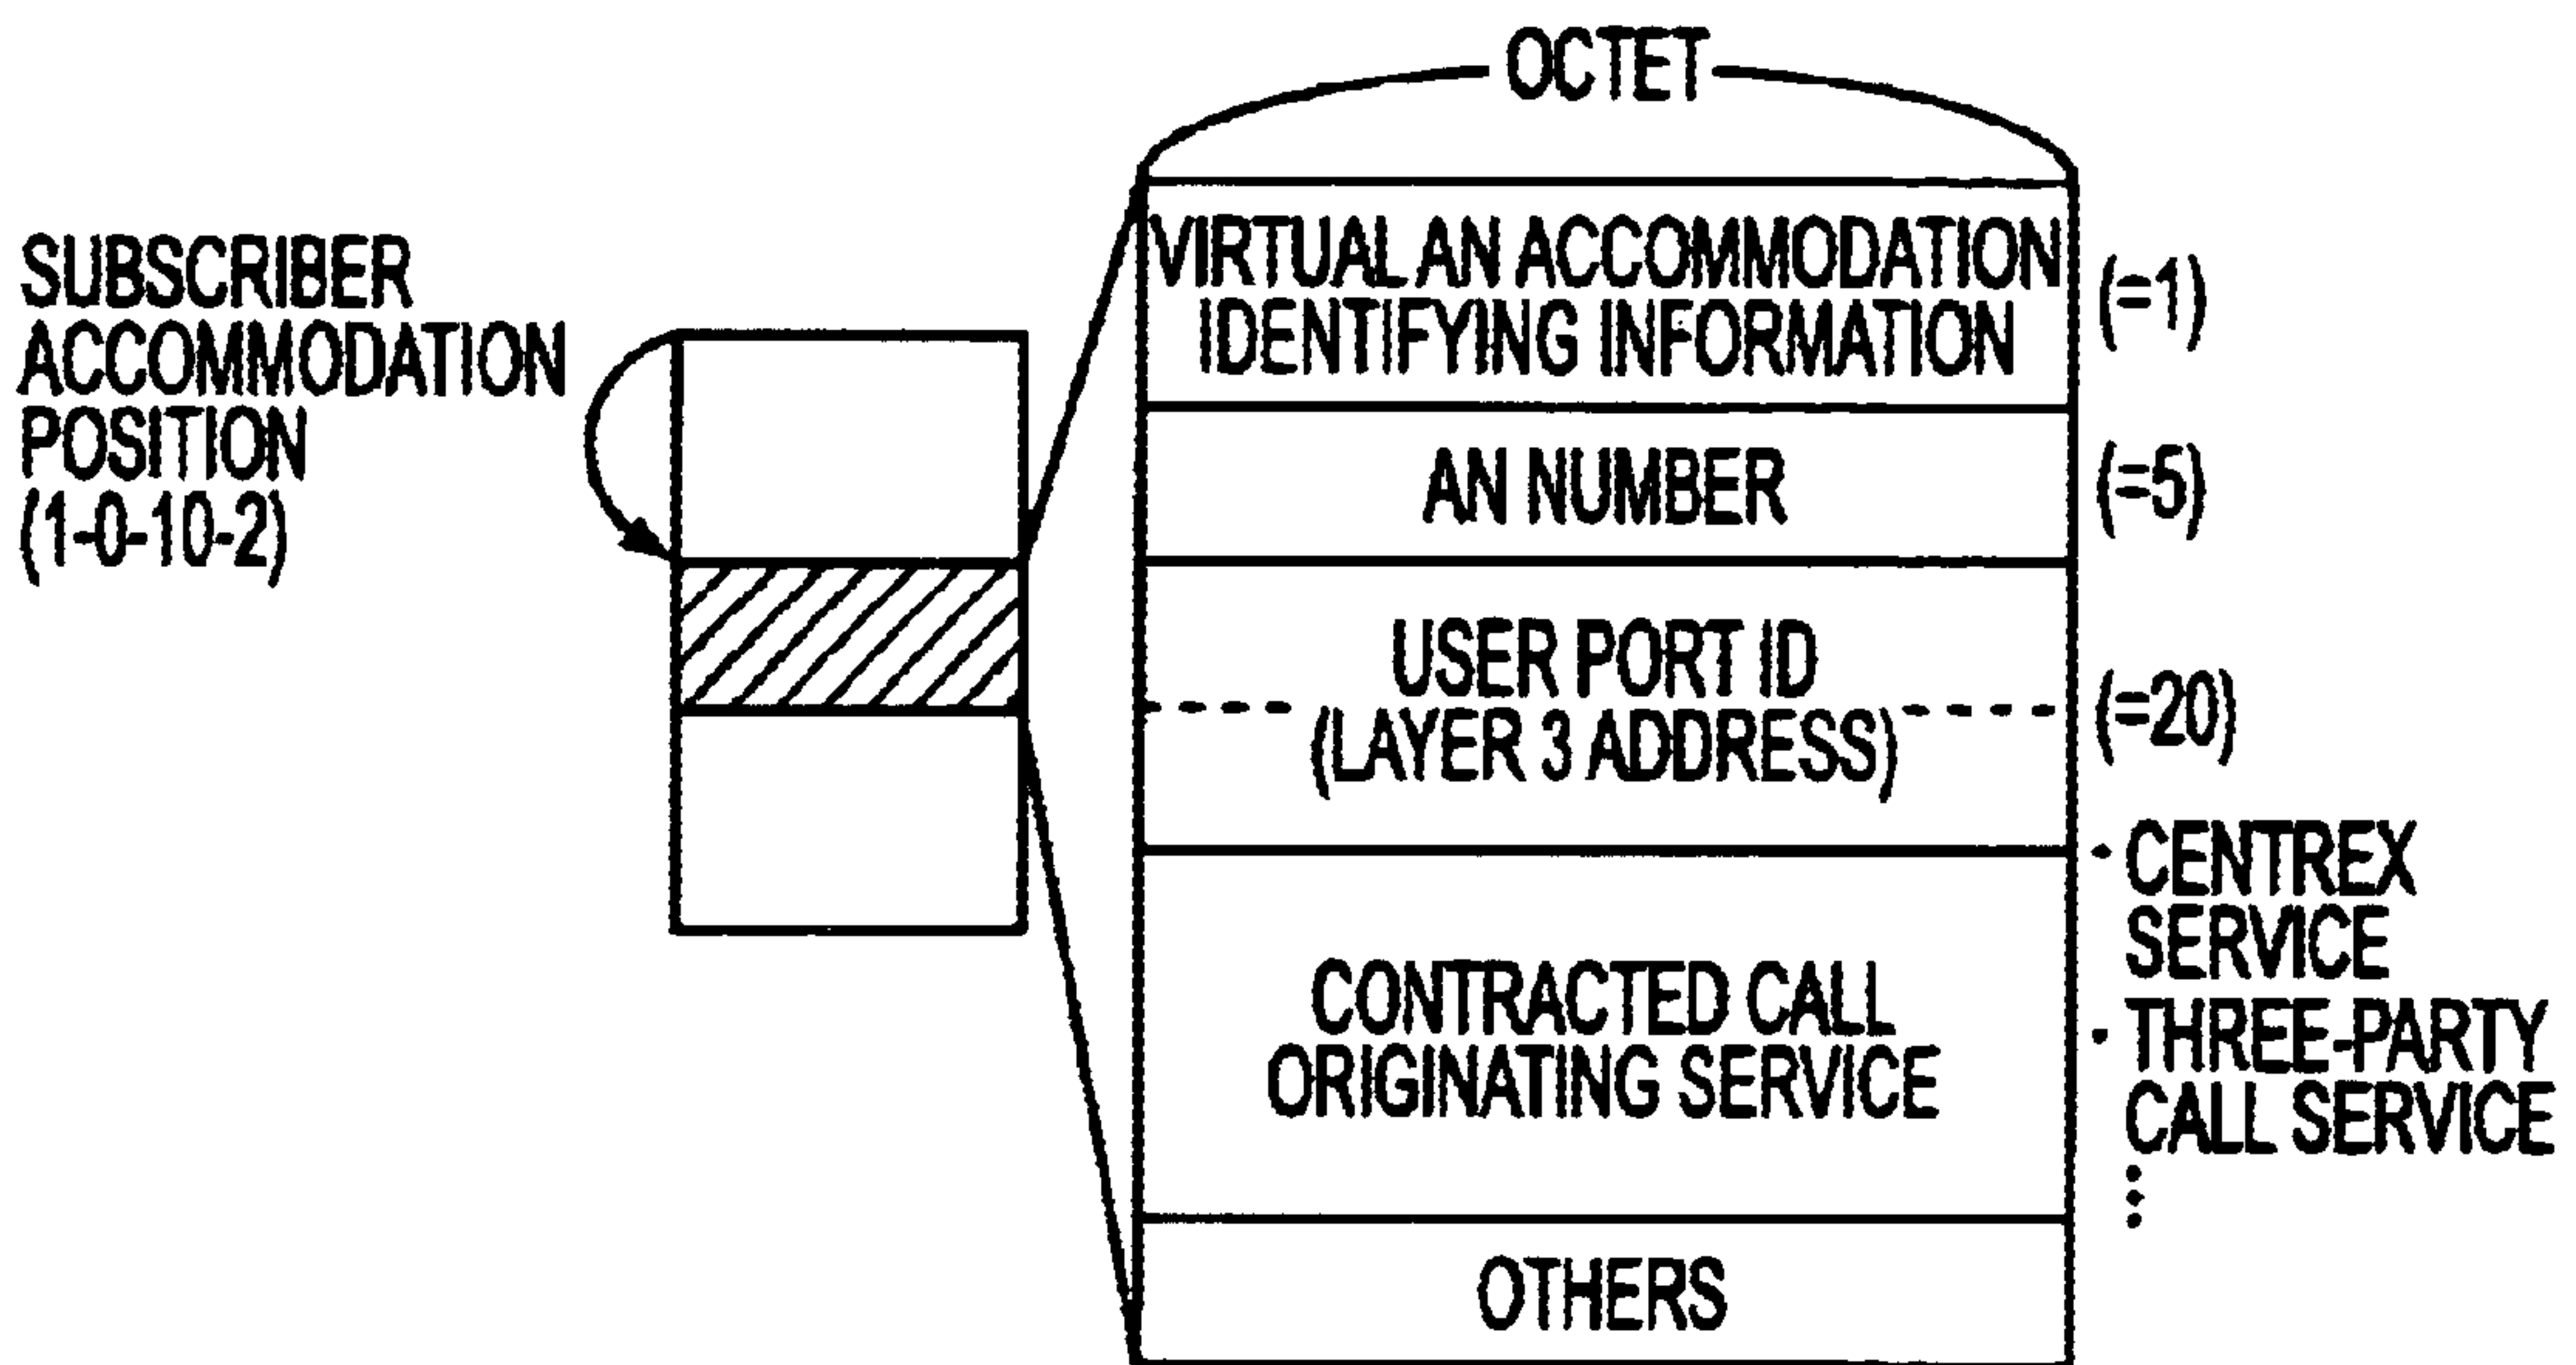 OCTET
SUBSCRIBER
ACCOMMODATION
POSITION
(1-0-10-2)
VIRTUAL AN ACCOMMODATION
IDENTIFYING INFORMATION
(=1)
AN NUMBER
(=5)
USER PORT ID
(LAYER 3 ADDRESS)
(=20)
CONTRACTED CALL
ORIGINATING SERVICE
• CENTREX
SERVICE
• THREE-PARTY
CALL SERVICE
⋮
OTHERS